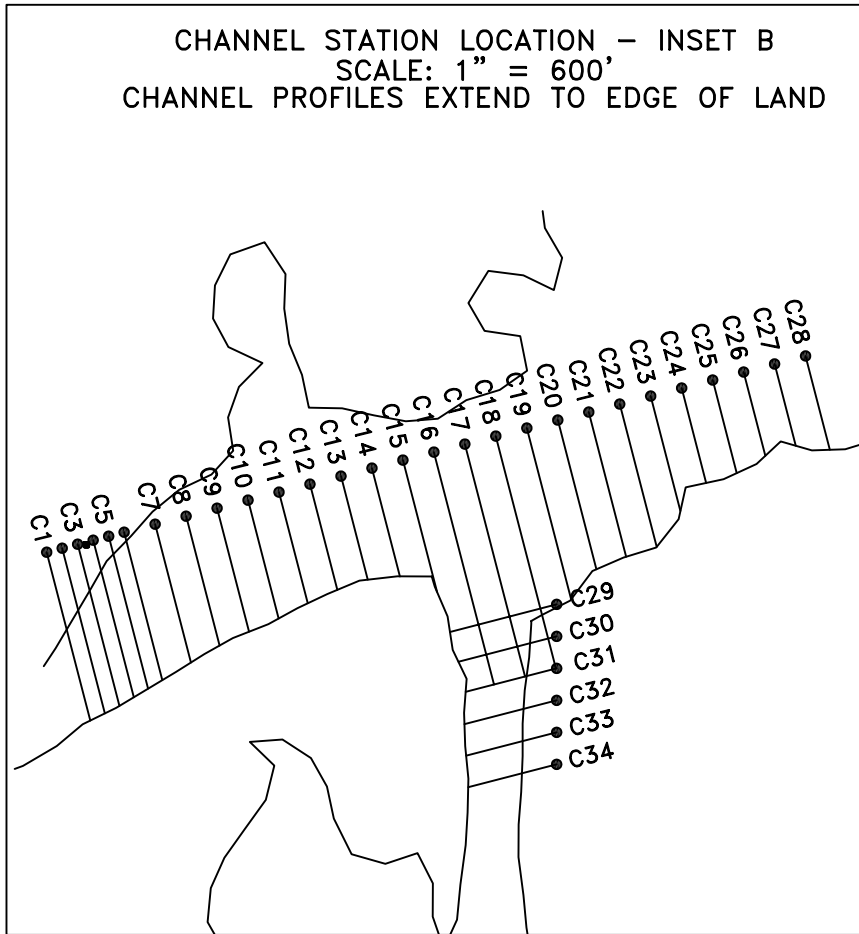 CHANNEL STATION LOCATION – INSET B
SCALE: 1” = 600’
CHANNEL PROFILES EXTEND TO EDGE OF LAND
C1
C3
C5
C7
C8
C9
C10
C11
C12
C13
C14
C15
C16
C17
C18
C19
C20
C21
C22
C23
C24
C25
C26
C27
C28
C29
C30
C31
C32
C33
C34